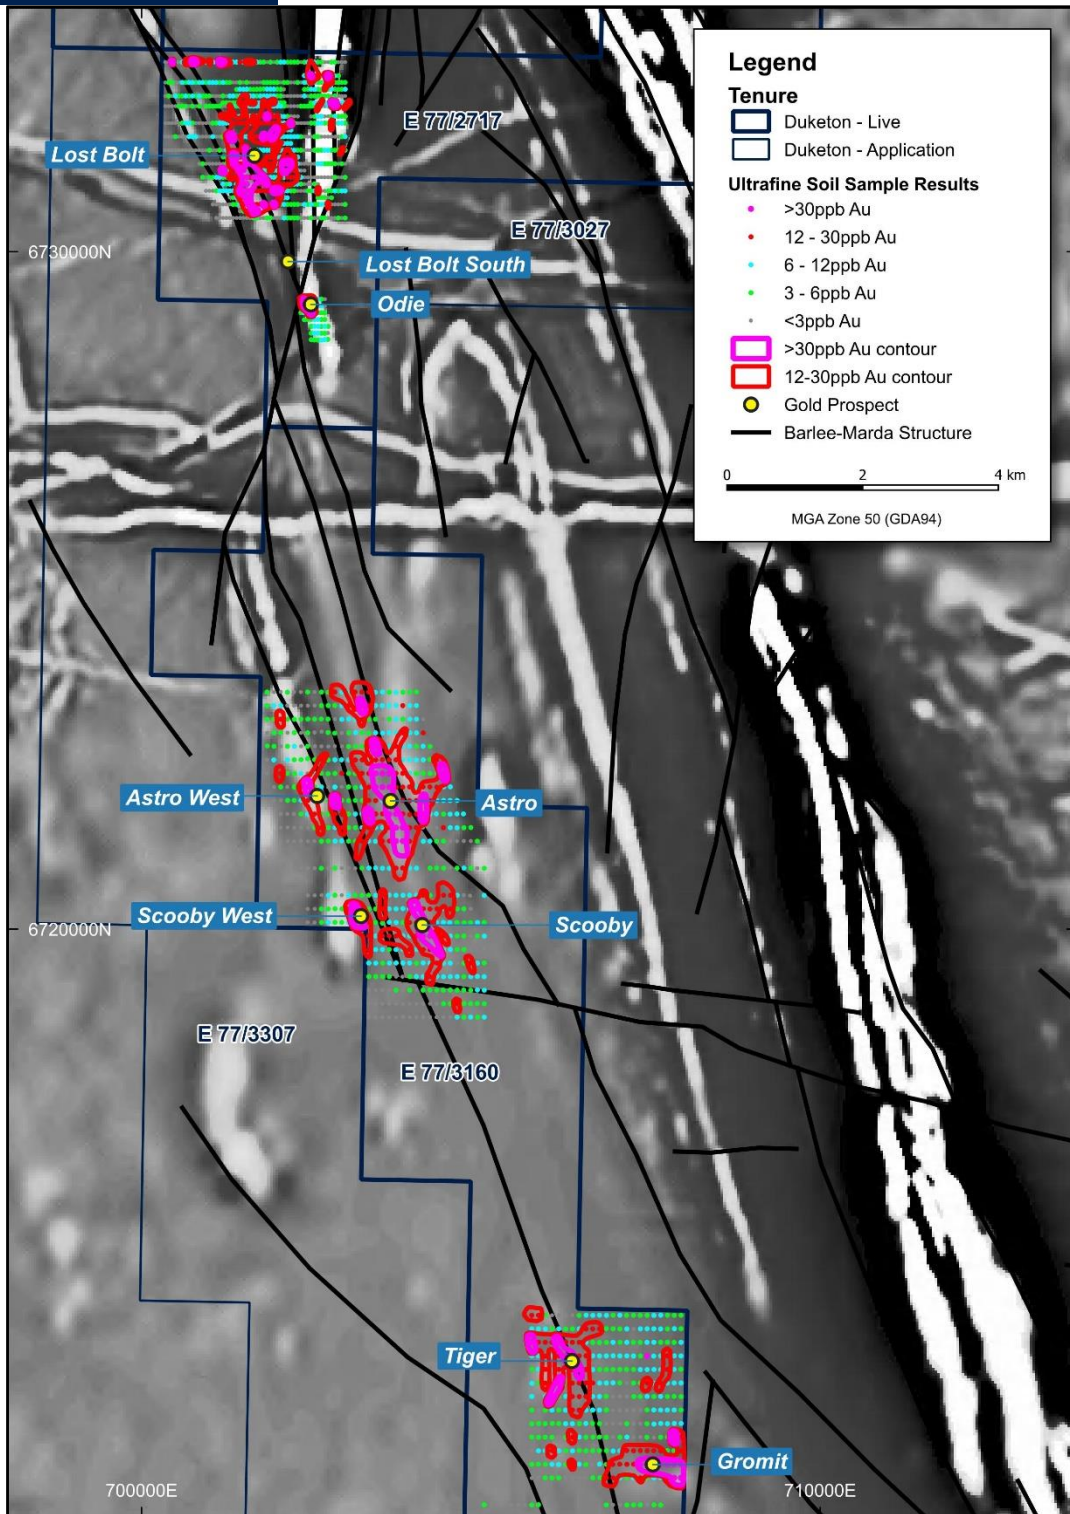 Legend
Tenure
Duketon - Live
Duketon - Application
Ultrafine Soil Sample Results
>30ppb Au
12 - 30ppb Au
6 - 12ppb Au
3 - 6ppb Au
<3ppb Au
>30ppb Au contour
12-30ppb Au contour
Gold Prospect
Barlee-Marda Structure
0 2 4 km
MGA Zone 50 (GDA94)
E 77/2717
Lost Bolt
E 77/3027
6730000N
Lost Bolt South
Odie
Astro West
Astro
Scooby West
Scooby
6720000N
E 77/3307
E 77/3160
Tiger
Gromit
700000E
710000E